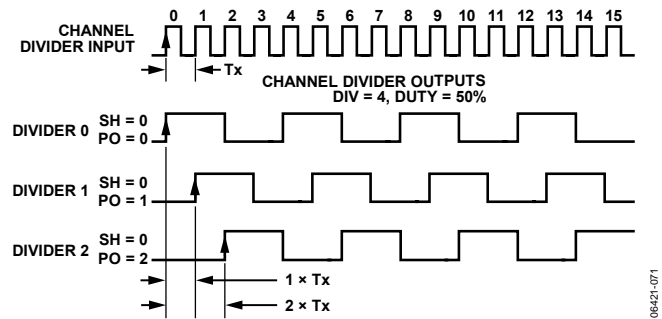 0 1 2 3 4 5 6 7 8 9 10 11 12 13 14 15
CHANNEL
DIVIDER INPUT
Tx
CHANNEL DIVIDER OUTPUTS
DIV = 4, DUTY = 50%
DIVIDER 0
SH = 0
PO = 0
DIVIDER 1
SH = 0
PO = 1
DIVIDER 2
SH = 0
PO = 2
1 × Tx
2 × Tx
06421-071